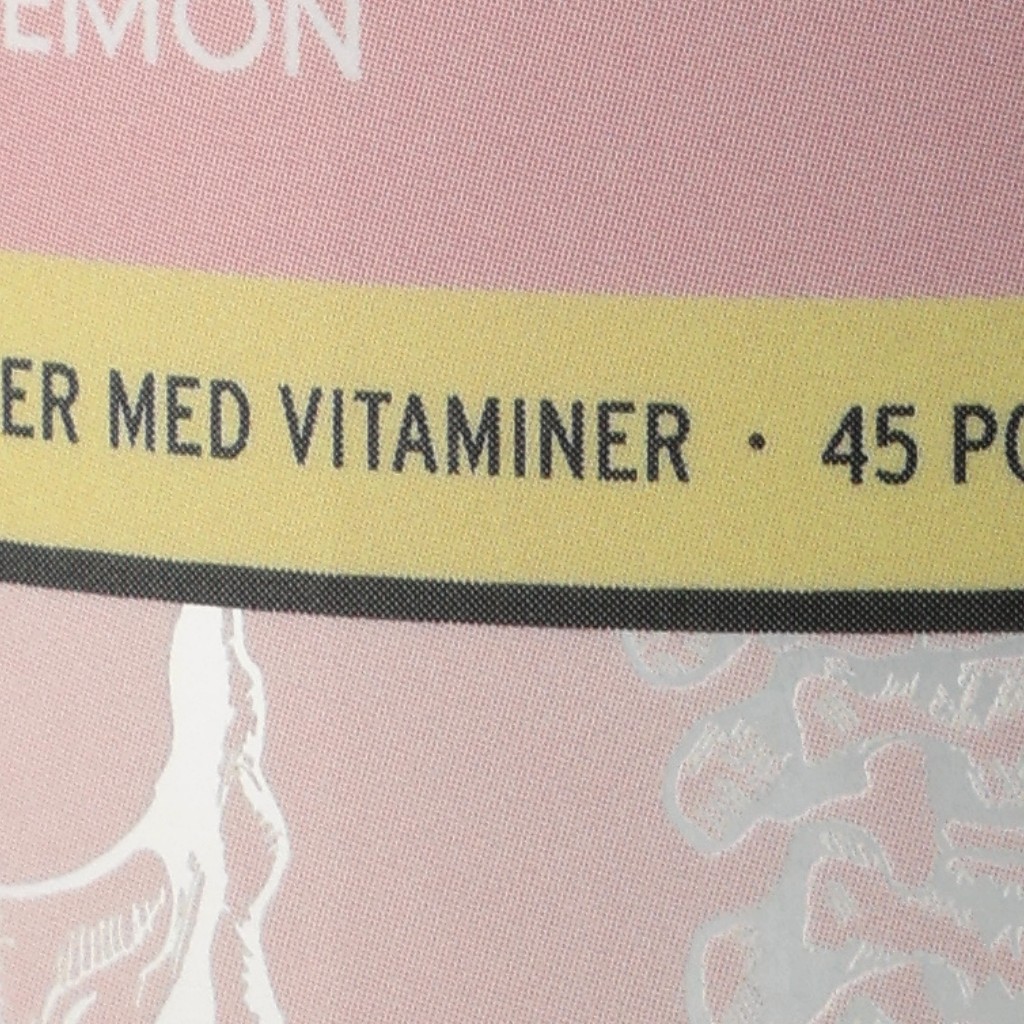 EMON
ER MED VITAMINER · 45 PO